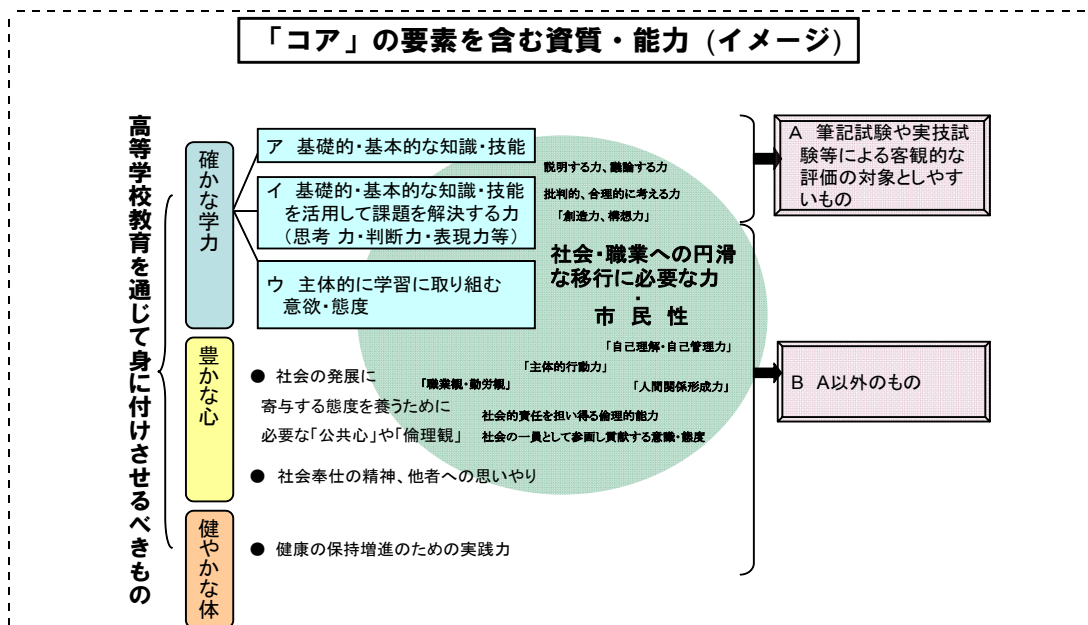 「コア」の要素を含む資質・能力 (イメージ)
高等学校教育を通じて身に付けさせるべきもの
確かな学力
ア 基礎的・基本的な知識・技能
イ 基礎的・基本的な知識・技能
を活用して課題を解決する力
(思考 力・判断力・表現力等)
ウ 主体的に学習に取り組む
意欲・態度
説明する力、議論する力
批判的、合理的に考える力
「創造力、構想力」
社会・職業への円滑
な移行に必要な力
・
市 民 性
「自己理解・自己管理力」
「主体的行動力」
「職業観・勤労観」
「人間関係形成力」
社会的責任を担い得る倫理的能力
社会の一員として参画し貢献する意識・態度
豊かな心
● 社会の発展に
寄与する態度を養うために
必要な「公共心」や「倫理観」
● 社会奉仕の精神、他者への思いやり
健やかな体
● 健康の保持増進のための実践力
A 筆記試験や実技試
験等による客観的な
評価の対象としやす
いもの
B A以外のもの